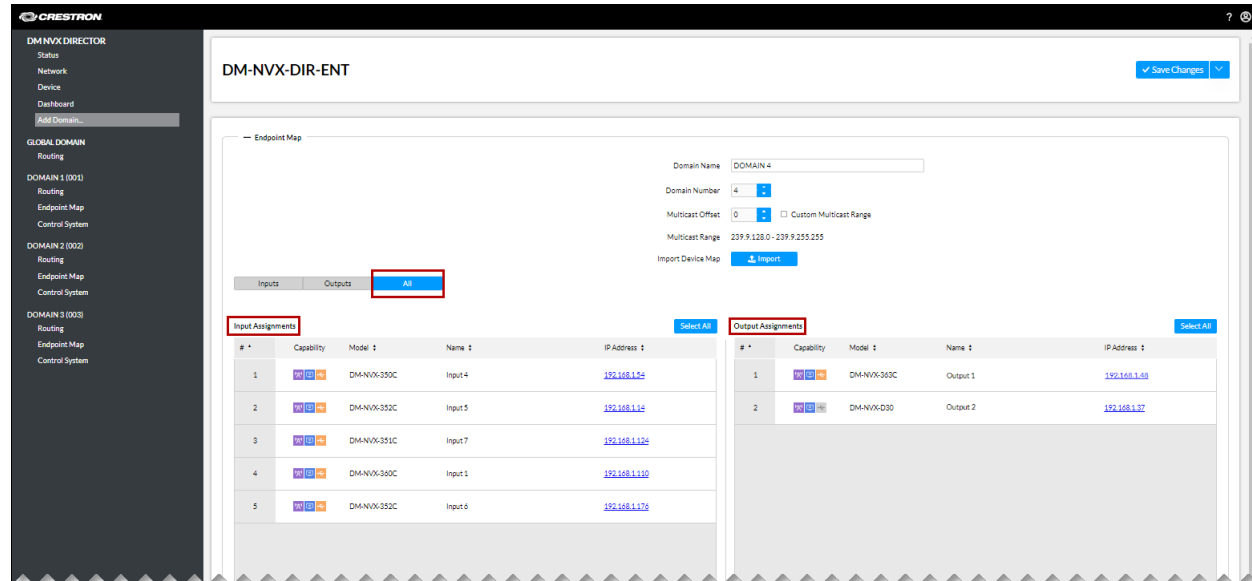 CRESTRON
?
DM NVX DIRECTOR
Status
Network
Device
Dashboard
Add Domain...
GLOBAL DOMAIN
Routing
DOMAIN 1 (001)
Routing
Endpoint Map
Control System
DOMAIN 2 (002)
Routing
Endpoint Map
Control System
DOMAIN 3 (003)
Routing
Endpoint Map
Control System
DM-NVX-DIR-ENT
Save Changes
Endpoint Map
Domain Name DOMAIN 4
Domain Number 4
Multicast Offset 0 Custom Multicast Range
Multicast Range 239.9.128.0 - 239.9.255.255
Import Device Map Import
Inputs Outputs All
Input Assignments Select All
# Capability Model Name IP Address
1 DM-NVX-350C Input 4 192.168.1.54
2 DM-NVX-352C Input 5 192.168.1.14
3 DM-NVX-351C Input 7 192.168.1.124
4 DM-NVX-360C Input 1 192.168.1.110
5 DM-NVX-352C Input 6 192.168.1.176
Output Assignments Select All
# Capability Model Name IP Address
1 DM-NVX-363C Output 1 192.168.1.48
2 DM-NVX-D30 Output 2 192.168.1.37